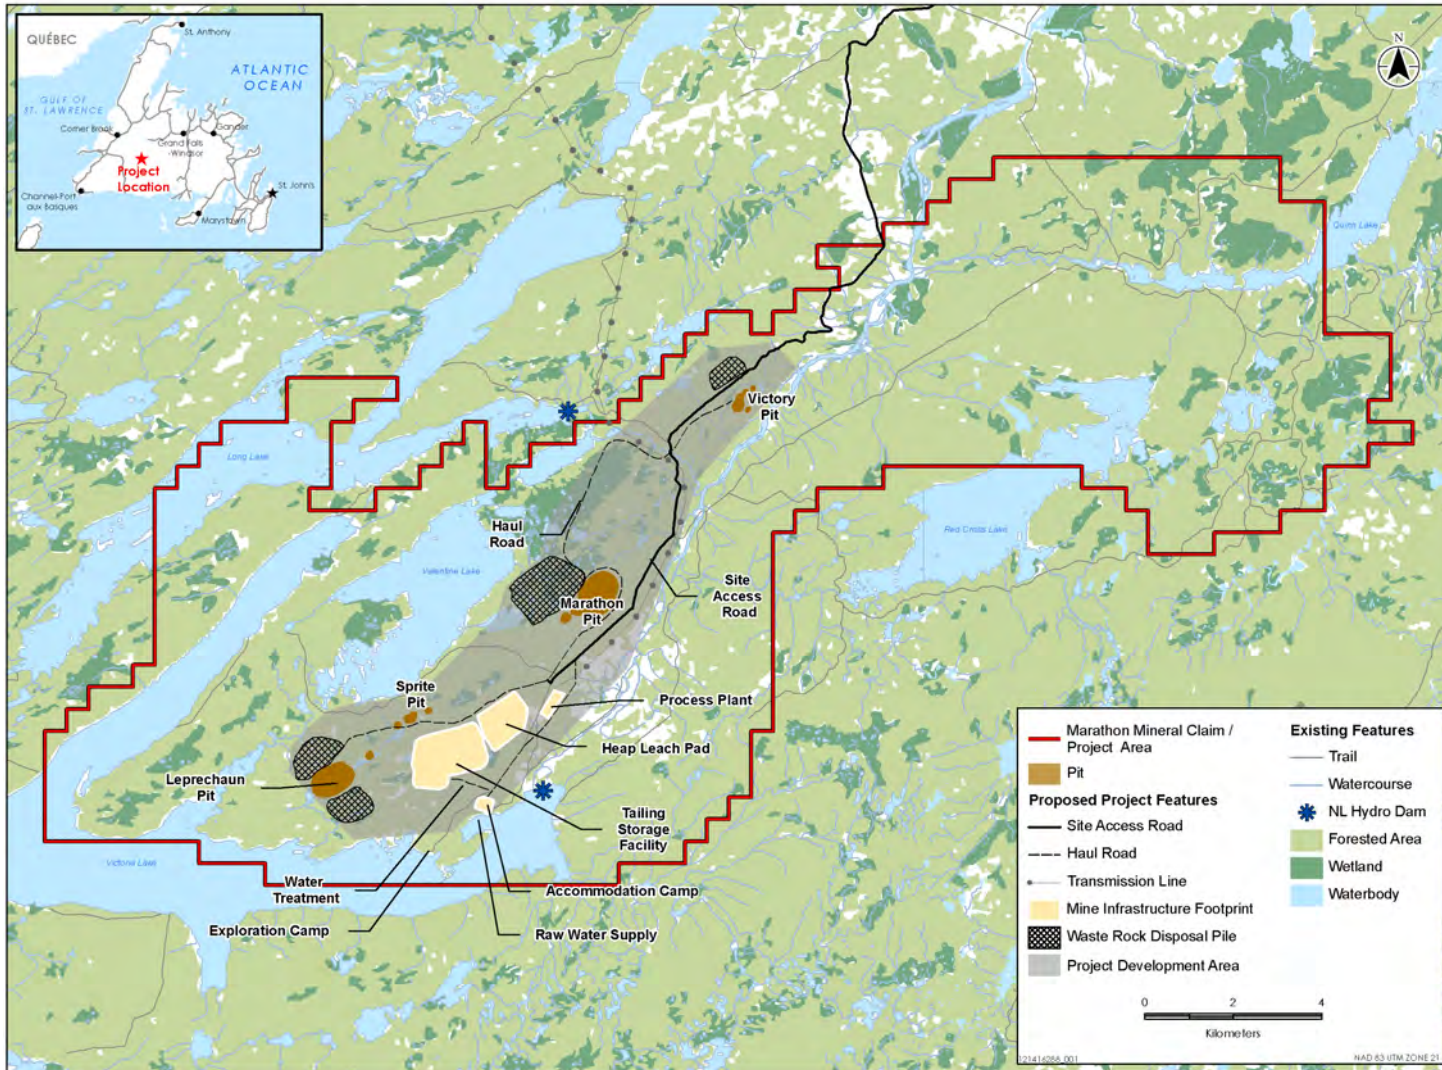 QUÉBEC
St. Anthony
ATLANTIC
OCEAN
GULF OF
ST. LAWRENCE
Corner Brook
Gander
Grand Falls
-Windsor
Project
Location
St. John's
Channel-Port
aux Basques
Marystown
N
Quinn Lake
Long Lake
Victory
Pit
Haul
Road
Red Cross Lake
Valentine Lake
Site
Access
Road
Marathon
Pit
Sprite
Pit
Process Plant
Heap Leach Pad
Leprechaun
Pit
Tailing
Storage
Facility
Victoria Lake
Water
Treatment
Accommodation Camp
Exploration Camp
Raw Water Supply
Marathon Mineral Claim /
Project Area
Pit
Proposed Project Features
Site Access Road
Haul Road
Transmission Line
Mine Infrastructure Footprint
Waste Rock Disposal Pile
Project Development Area
Existing Features
Trail
Watercourse
NL Hydro Dam
Forested Area
Wetland
Waterbody
0 2 4
Kilometers
121416288_001
NAD 83 UTM ZONE 21